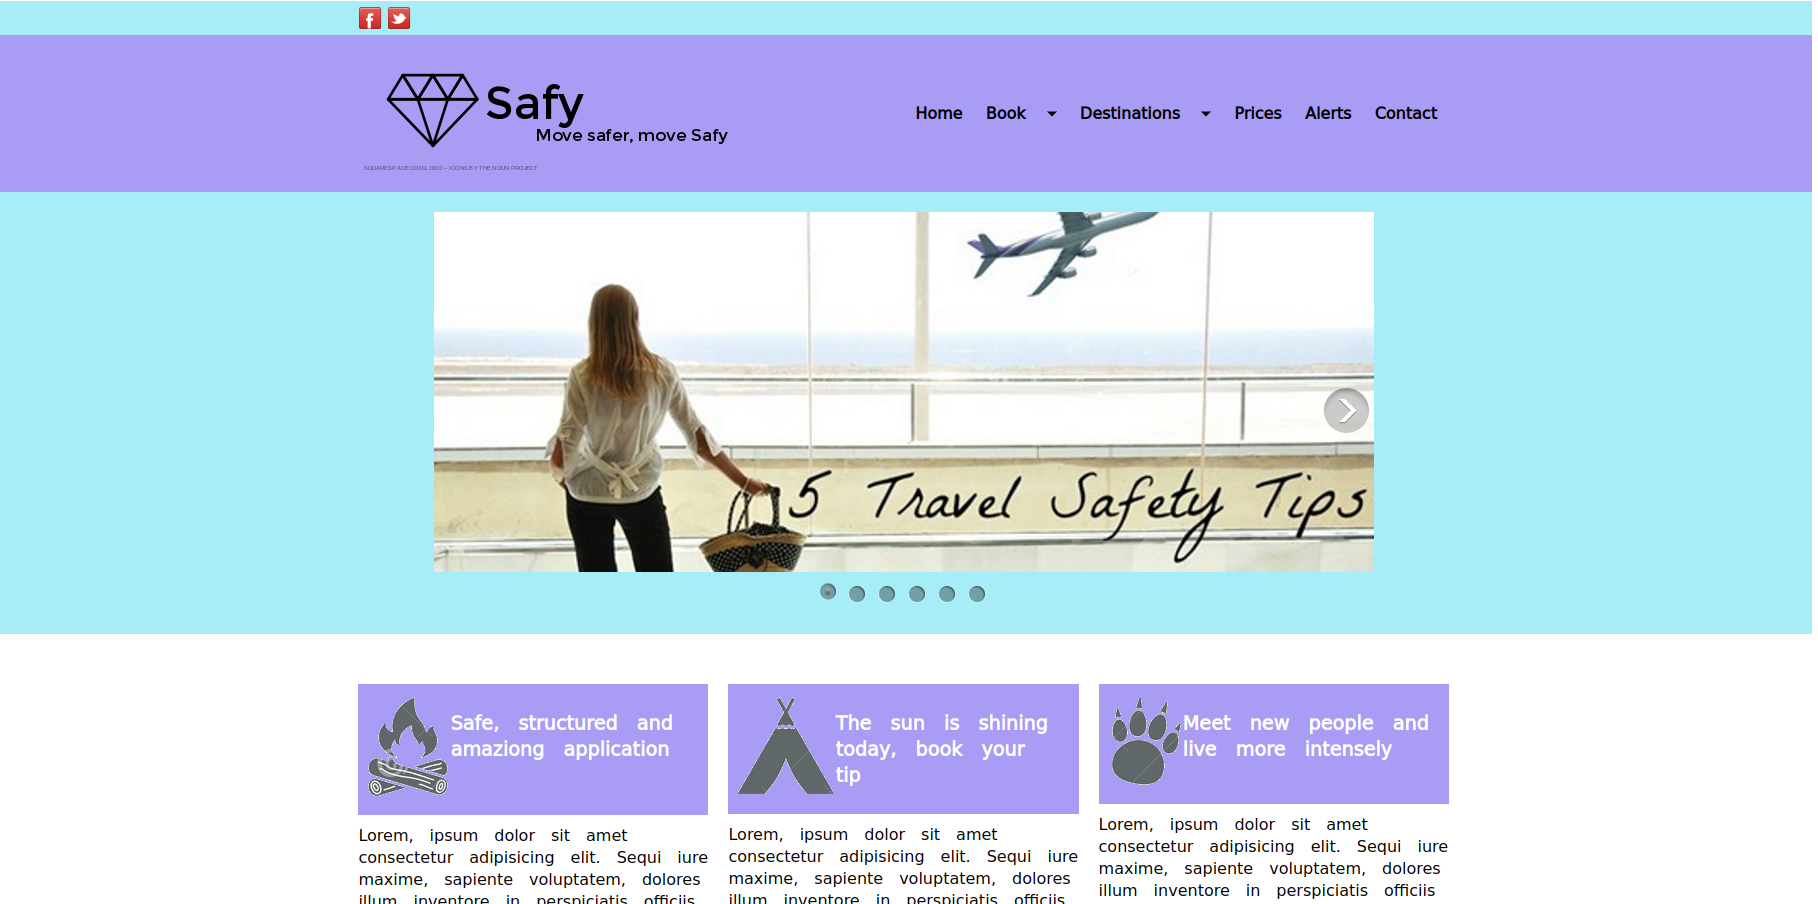 Safy
Move safer, move Safy
SQUARESPACE.COM/LOGO – ICONS BY THE NOUN PROJECT
Home Book Destinations Prices Alerts Contact
5 Travel Safety Tips
Safe, structured and
amaziong application
The sun is shining
today, book your
tip
Meet new people and
live more intensely
Lorem, ipsum dolor sit amet
consectetur adipisicing elit. Sequi iure
maxime, sapiente voluptatem, dolores
illum inventore in perspiciatis officiis
Lorem, ipsum dolor sit amet
consectetur adipisicing elit. Sequi iure
maxime, sapiente voluptatem, dolores
illum inventore in perspiciatis officiis
Lorem, ipsum dolor sit amet
consectetur adipisicing elit. Sequi iure
maxime, sapiente voluptatem, dolores
illum inventore in perspiciatis officiis